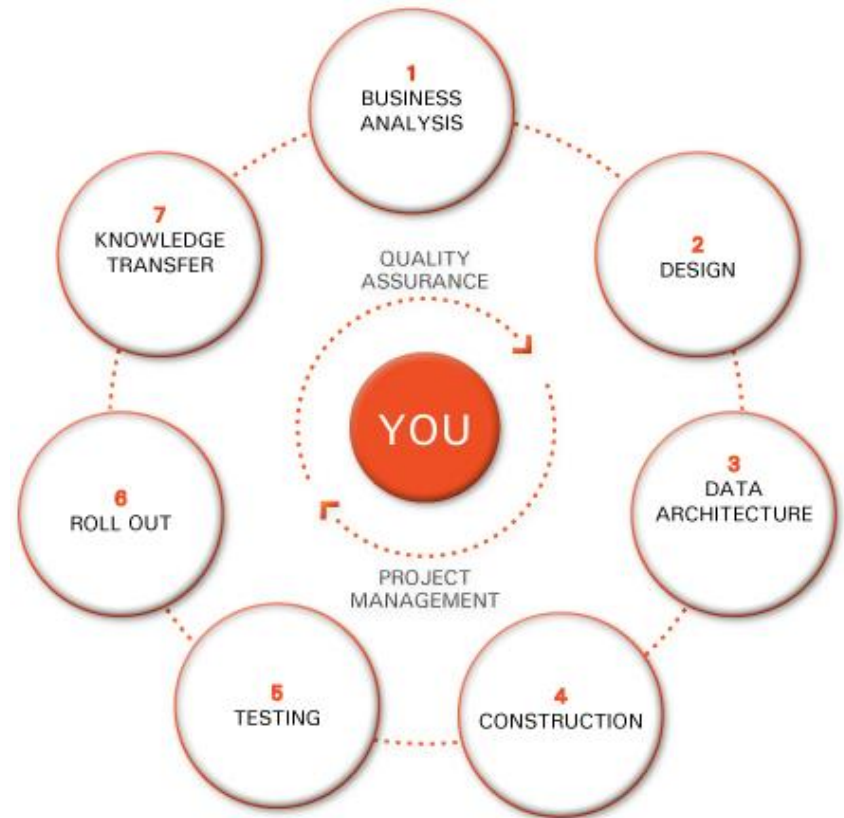 1
BUSINESS
ANALYSIS
2
DESIGN
3
DATA
ARCHITECTURE
4
CONSTRUCTION
5
TESTING
6
ROLL OUT
7
KNOWLEDGE
TRANSFER
QUALITY
ASSURANCE
YOU
PROJECT
MANAGEMENT